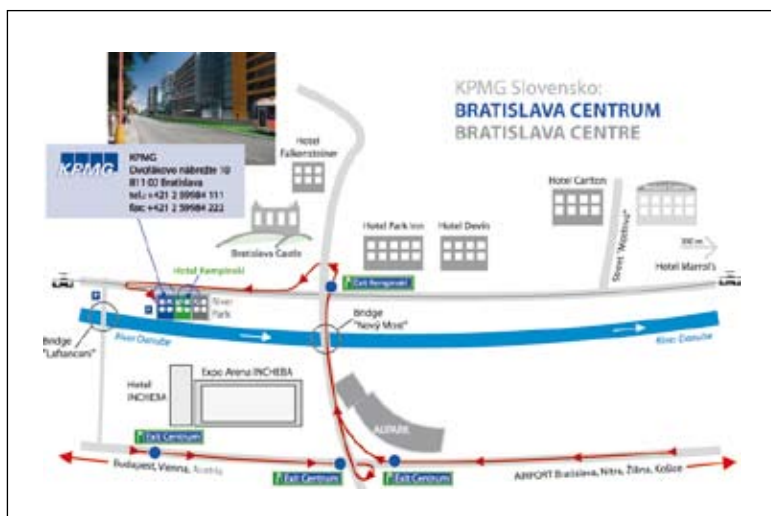 KPMG Slovensko:
BRATISLAVA CENTRUM
BRATISLAVA CENTRE
KPMG
KPMG
Dvořákovo nábrežie 10
811 02 Bratislava
tel.: +421 2 59984 111
fax: +421 2 59984 222
Hotel
Falkensteiner
Hotel Carlton
Bratislava Castle
Hotel Park Inn
Hotel Devín
Street "Mostová"
Hotel Marrol's
Hotel Kempinski
Exit Kempinski
River
Park
Bridge
"Nový Most"
Bridge
"Lafranconi"
River Danube
River Danube
Expo Arena INCHEBA
Hotel
INCHEBA
AUPARK
Exit Centrum
Budapest, Vienna, Austria
Exit Centrum
Exit Centrum
AIRPORT Bratislava, Nitra, Žilina, Košice